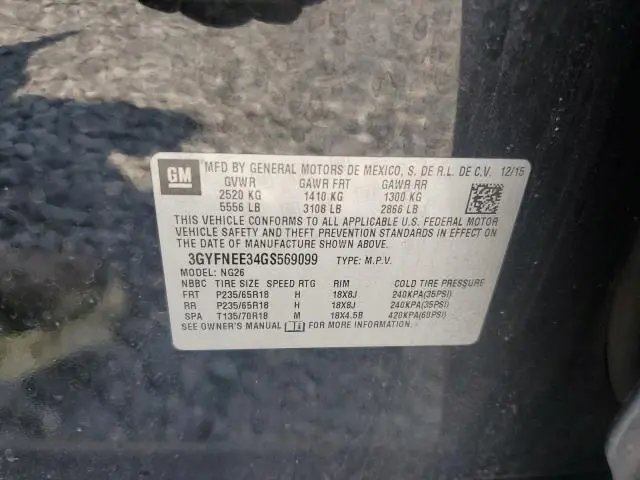 GM
MFD BY GENERAL MOTORS DE MEXICO, S. DE R.L. DE C.V. 12/15
GVWR GAWR FRT GAWR RR
2520 KG 1410 KG 1300 KG
5556 LB 3108 LB 2866 LB
THIS VEHICLE CONFORMS TO ALL APPLICABLE U.S. FEDERAL MOTOR
VEHICLE SAFETY AND THEFT PREVENTION STANDARDS IN EFFECT ON
THE DATE OF MANUFACTURE SHOWN ABOVE.
3GYFNEE34GS569099 TYPE: M.P.V.
MODEL: NG26
NBBC TIRE SIZE SPEED RTG RIM COLD TIRE PRESSURE
FRT P235/65R18 H 18X8J 240KPA(35PSI)
RR P235/65R18 H 18X8J 240KPA(35PSI)
SPA T135/70R18 M 18X4.5B 420KPA(60PSI)
SEE OWNER'S MANUAL FOR MORE INFORMATION.